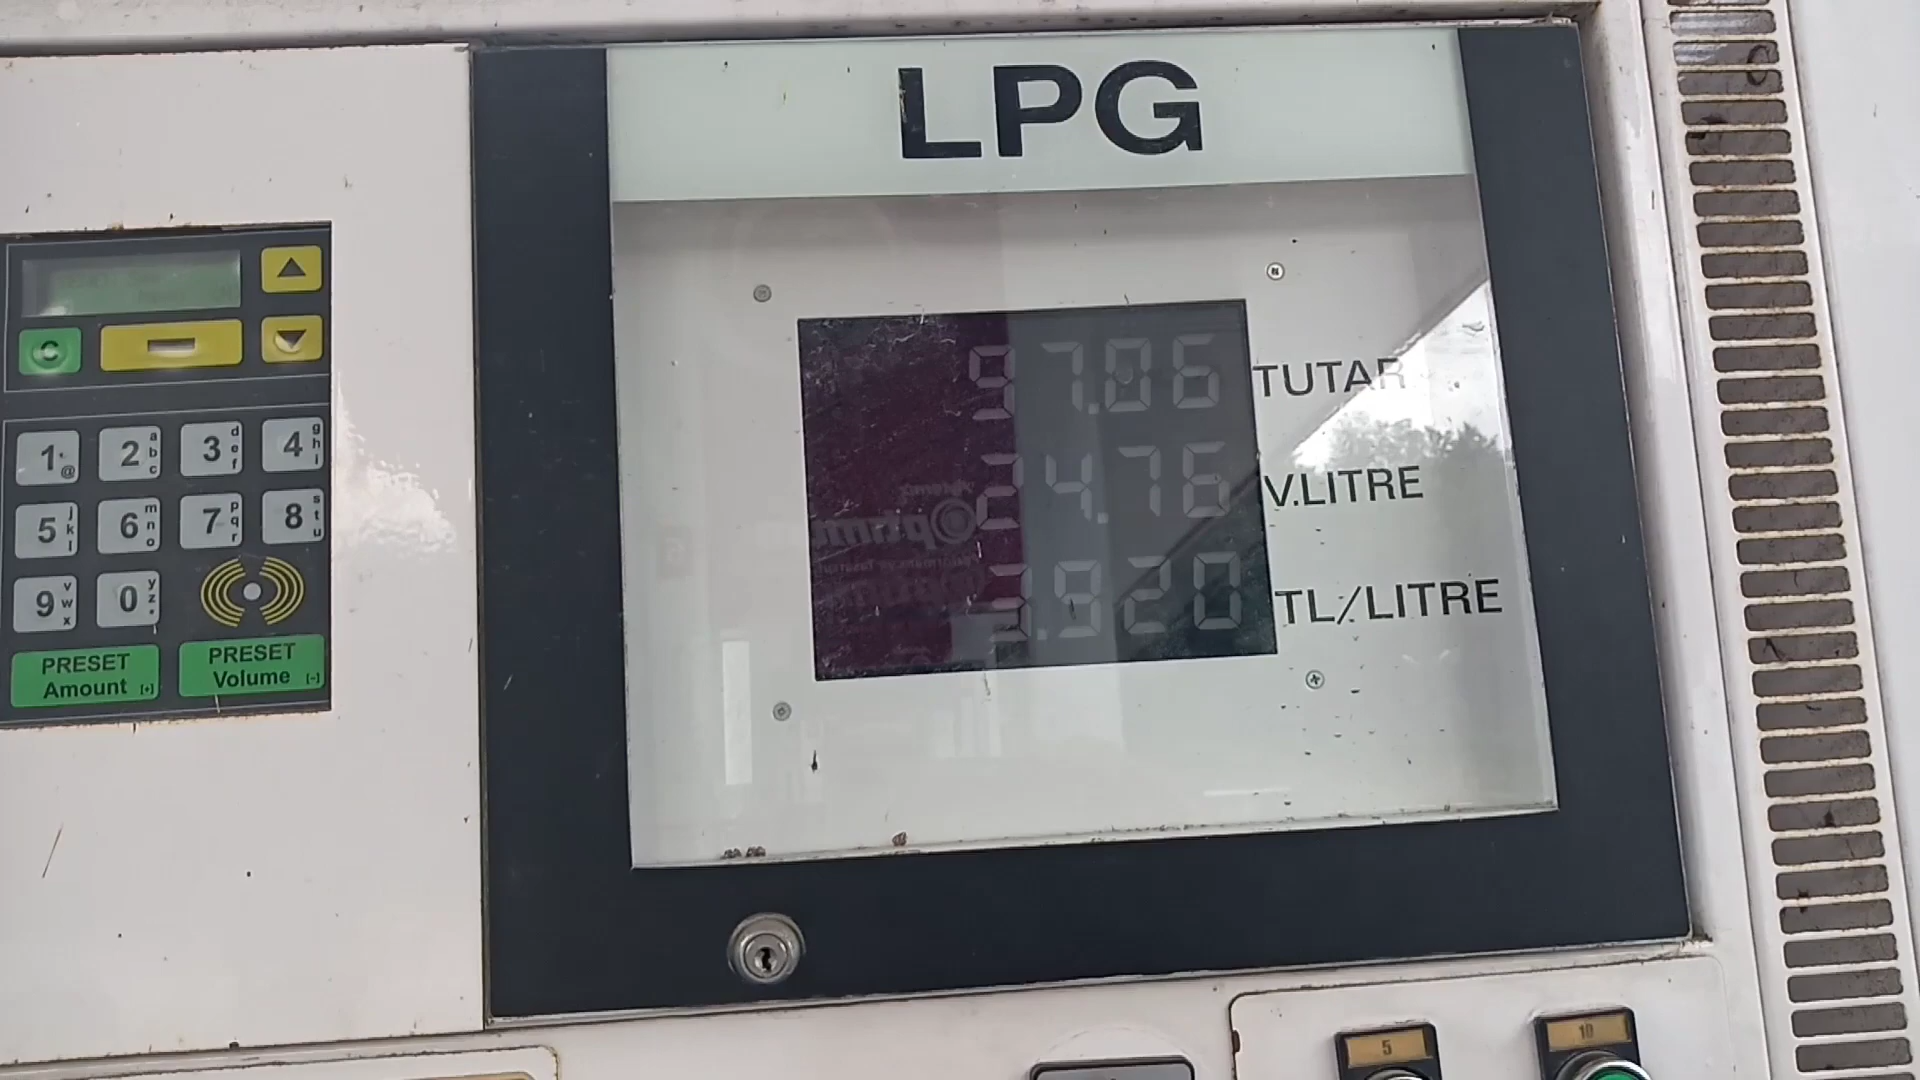 LPG
97.06 TUTAR
24.76 V.LITRE
3.920 TL/LITRE
C
1 @
2 a b c
3 d e f
4 g h i
5 j k l
6 m n o
7 p q r
8 s t u
9 v w x
0 y z
PRESET Amount [+]
PRESET Volume [-]
5
10